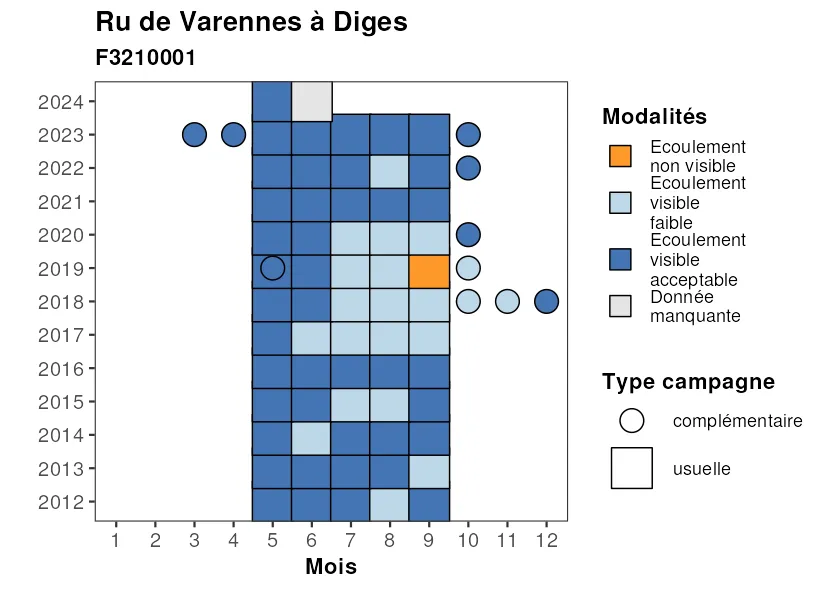 Ru de Varennes à Diges
F3210001
2024
2023
2022
2021
2020
2019
2018
2017
2016
2015
2014
2013
2012
1 2 3 4 5 6 7 8 9 10 11 12
Mois
Modalités
Ecoulement
non visible
Ecoulement
visible
faible
Ecoulement
visible
acceptable
Donnée
manquante
Type campagne
complémentaire
usuelle